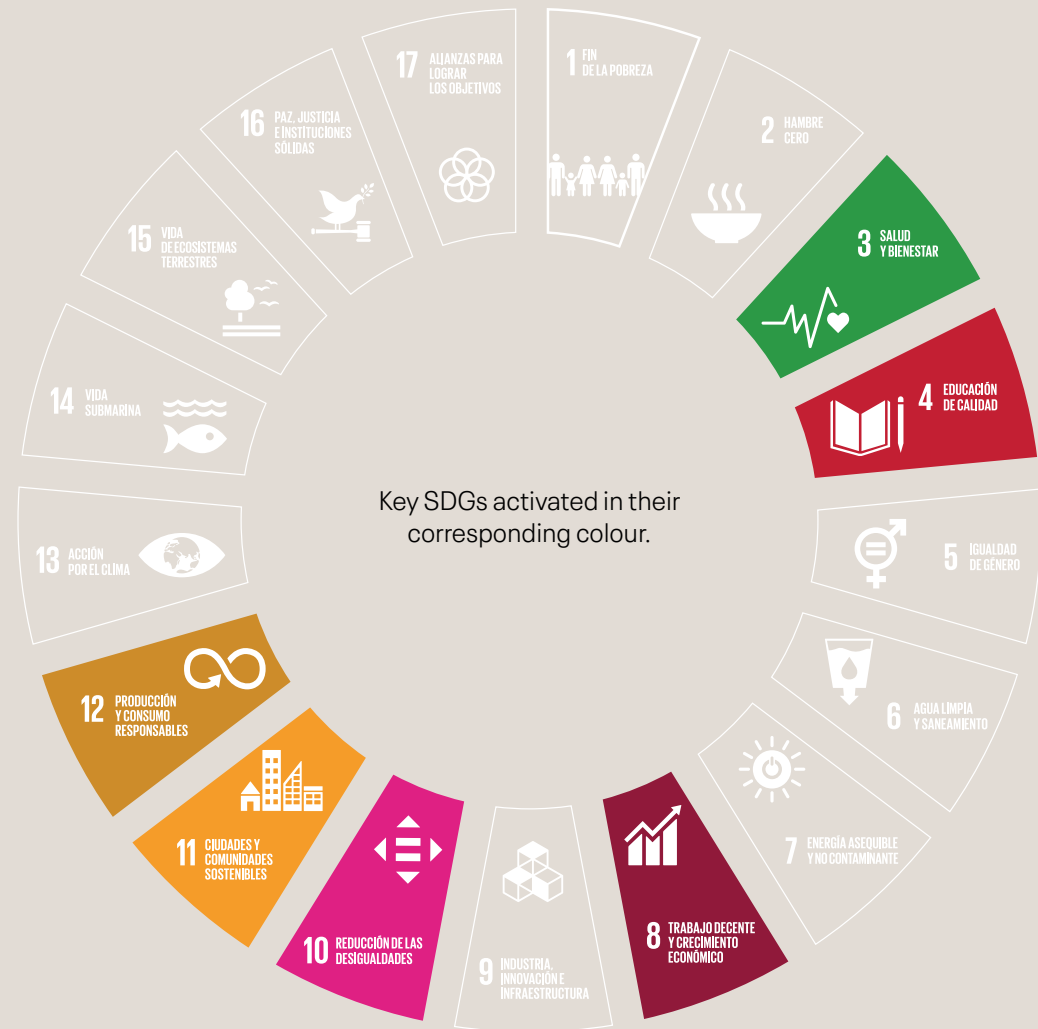 1 FIN
DE LA POBREZA
2 HAMBRE
CERO
3 SALUD
Y BIENESTAR
4 EDUCACIÓN
DE CALIDAD
5 IGUALDAD
DE GÉNERO
6 AGUA LIMPIA
Y SANEAMIENTO
7 ENERGÍA ASEQUIBLE
Y NO CONTAMINANTE
8 TRABAJO DECENTE
Y CRECIMIENTO
ECONÓMICO
9 INDUSTRIA,
INNOVACIÓN E
INFRAESTRUCTURA
10 REDUCCIÓN DE LAS
DESIGUALDADES
11 CIUDADES Y
COMUNIDADES
SOSTENIBLES
12 PRODUCCIÓN
Y CONSUMO
RESPONSABLES
13 ACCIÓN
POR EL CLIMA
14 VIDA
SUBMARINA
15 VIDA
DE ECOSISTEMAS
TERRESTRES
16 PAZ, JUSTICIA
E INSTITUCIONES
SÓLIDAS
17 ALIANZAS PARA
LOGRAR
LOS OBJETIVOS
Key SDGs activated in their
corresponding colour.